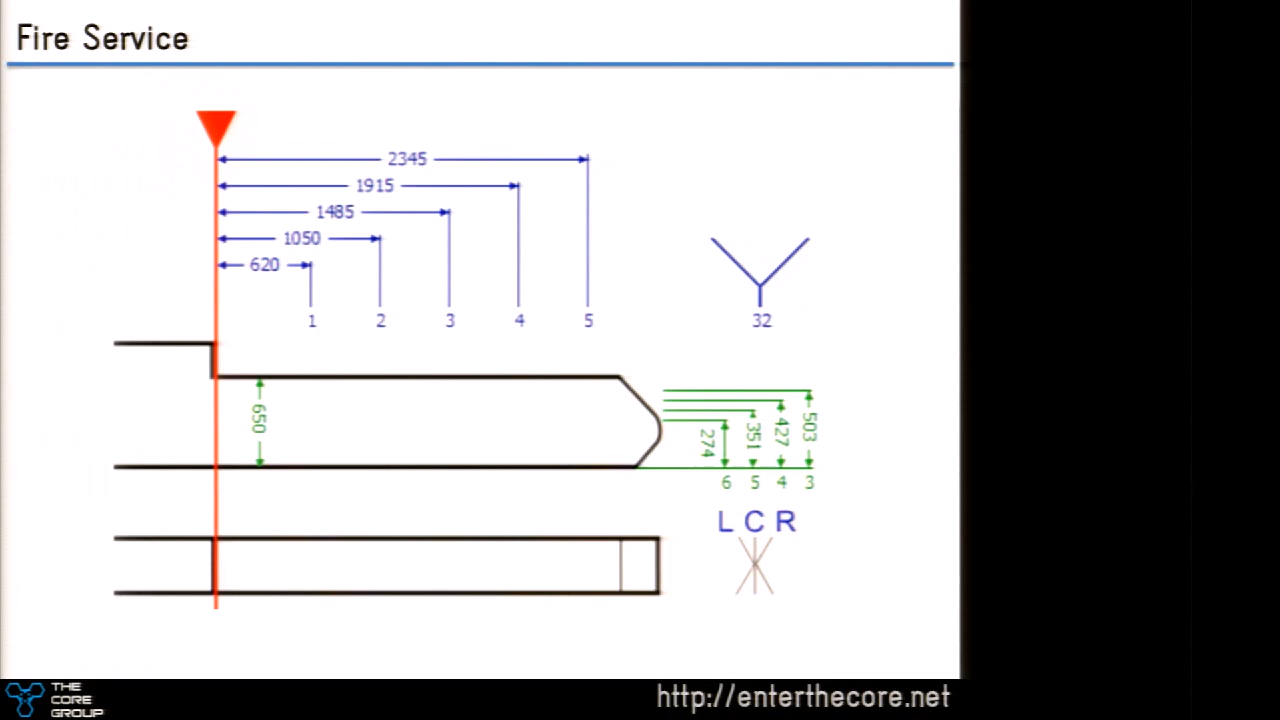 Fire Service
2345
1915
1485
1050
620
1 2 3 4 5
32
650
274 351 427 503
6 5 4 3
L C R
THE
CORE
GROUP
http://enterthecore.net